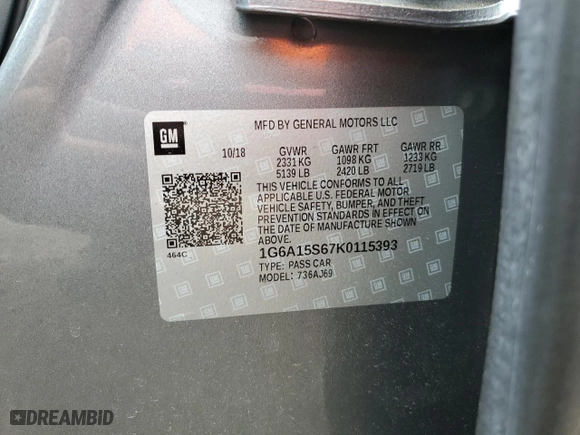 GM
MFD BY GENERAL MOTORS LLC
10/18 GVWR GAWR FRT GAWR RR
2331 KG 1098 KG 1233 KG
5139 LB 2420 LB 2719 LB
THIS VEHICLE CONFORMS TO ALL
APPLICABLE U.S. FEDERAL MOTOR
VEHICLE SAFETY, BUMPER, AND THEFT
PREVENTION STANDARDS IN EFFECT ON
THE DATE OF MANUFACTURE SHOWN ABOVE.
464C
1G6A15S67K0115393
TYPE: PASS CAR
MODEL: 736AJ69
DREAMBID